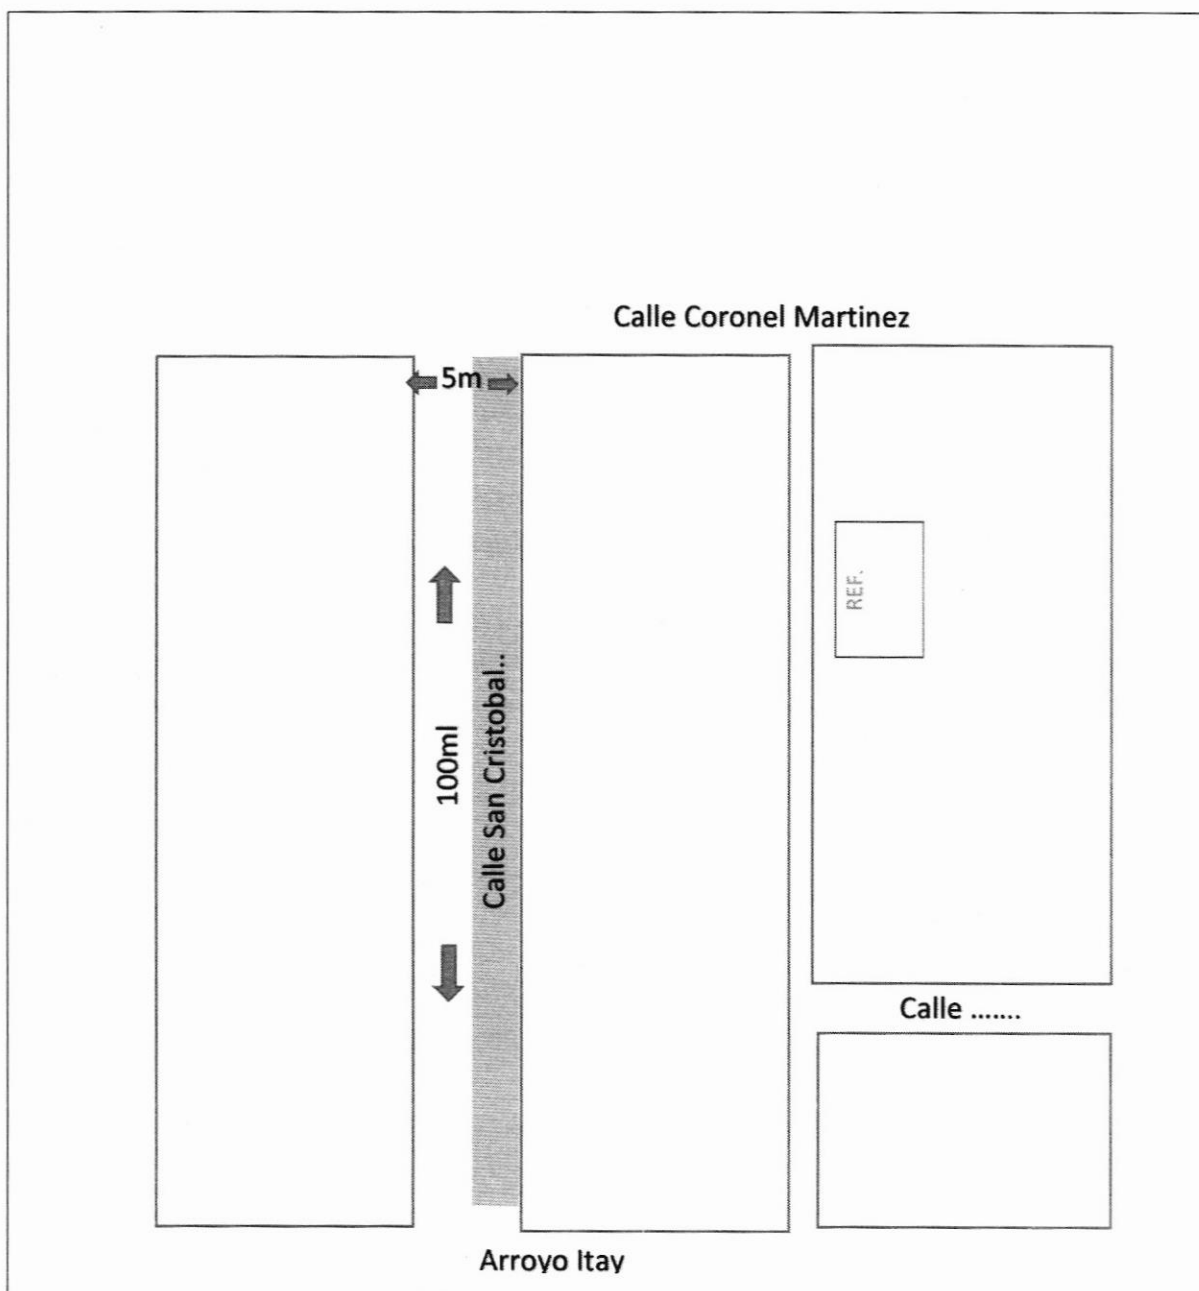 Calle Coronel Martinez
5m
REF.
Calle San Cristobal..
100ml
Calle .......
Arroyo Itay